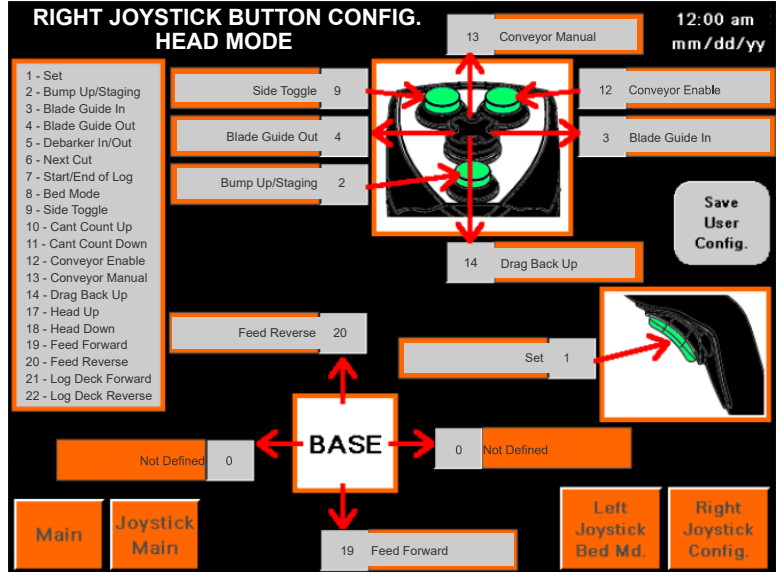 RIGHT JOYSTICK BUTTON CONFIG.
HEAD MODE
12:00 am
mm/dd/yy
13 Conveyor Manual
1 - Set
2 - Bump Up/Staging
3 - Blade Guide In
4 - Blade Guide Out
5 - Debarker In/Out
6 - Next Cut
7 - Start/End of Log
8 - Bed Mode
9 - Side Toggle
10 - Cant Count Up
11 - Cant Count Down
12 - Conveyor Enable
13 - Conveyor Manual
14 - Drag Back Up
17 - Head Up
18 - Head Down
19 - Feed Forward
20 - Feed Reverse
21 - Log Deck Forward
22 - Log Deck Reverse
Side Toggle 9
12 Conveyor Enable
Blade Guide Out 4
3 Blade Guide In
Bump Up/Staging 2
Save
User
Config.
14 Drag Back Up
Feed Reverse 20
Set 1
BASE
Not Defined 0
0 Not Defined
19 Feed Forward
Main
Joystick
Main
Left
Joystick
Bed Md.
Right
Joystick
Config.